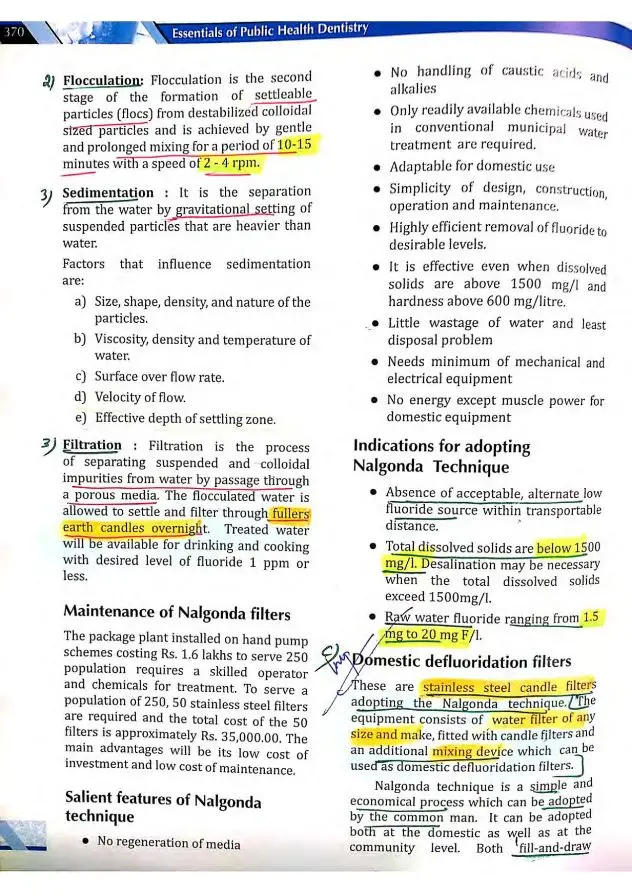 370
Essentials of Public Health Dentistry
2) Flocculation: Flocculation is the second
stage of the formation of settleable
particles (flocs) from destabilized colloidal
sized particles and is achieved by gentle
and prolonged mixing for a period of 10-15
minutes with a speed of 2 - 4 rpm.
3) Sedimentation : It is the separation
from the water by gravitational setting of
suspended particles that are heavier than
water.
Factors that influence sedimentation
are:
a) Size, shape, density, and nature of the
particles.
b) Viscosity, density and temperature of
water.
c) Surface over flow rate.
d) Velocity of flow.
e) Effective depth of settling zone.
3) Filtration : Filtration is the process
of separating suspended and colloidal
impurities from water by passage through
a porous media. The flocculated water is
allowed to settle and filter through fullers
earth candles overnight. Treated water
will be available for drinking and cooking
with desired level of fluoride 1 ppm or
less.
Maintenance of Nalgonda filters
The package plant installed on hand pump
schemes costing Rs. 1.6 lakhs to serve 250
population requires a skilled operator
and chemicals for treatment. To serve a
population of 250, 50 stainless steel filters
are required and the total cost of the 50
filters is approximately Rs. 35,000.00. The
main advantages will be its low cost of
investment and low cost of maintenance.
Salient features of Nalgonda
technique
• No regeneration of media
• No handling of caustic acids and
alkalies
• Only readily available chemicals used
in conventional municipal water
treatment are required.
• Adaptable for domestic use
• Simplicity of design, construction,
operation and maintenance.
• Highly efficient removal of fluoride to
desirable levels.
• It is effective even when dissolved
solids are above 1500 mg/l and
hardness above 600 mg/litre.
• Little wastage of water and least
disposal problem
• Needs minimum of mechanical and
electrical equipment
• No energy except muscle power for
domestic equipment
Indications for adopting
Nalgonda Technique
• Absence of acceptable, alternate low
fluoride source within transportable
distance.
• Total dissolved solids are below 1500
mg/l. Desalination may be necessary
when the total dissolved solids
exceed 1500mg/l.
• Raw water fluoride ranging from 1.5
mg to 20 mg F/l.
Domestic defluoridation filters
These are stainless steel candle filters
adopting the Nalgonda technique. The
equipment consists of water filter of any
size and make, fitted with candle filters and
an additional mixing device which can be
used as domestic defluoridation filters.
Nalgonda technique is a simple and
economical process which can be adopted
by the common man. It can be adopted
both at the domestic as well as at the
community level. Both 'fill-and-draw